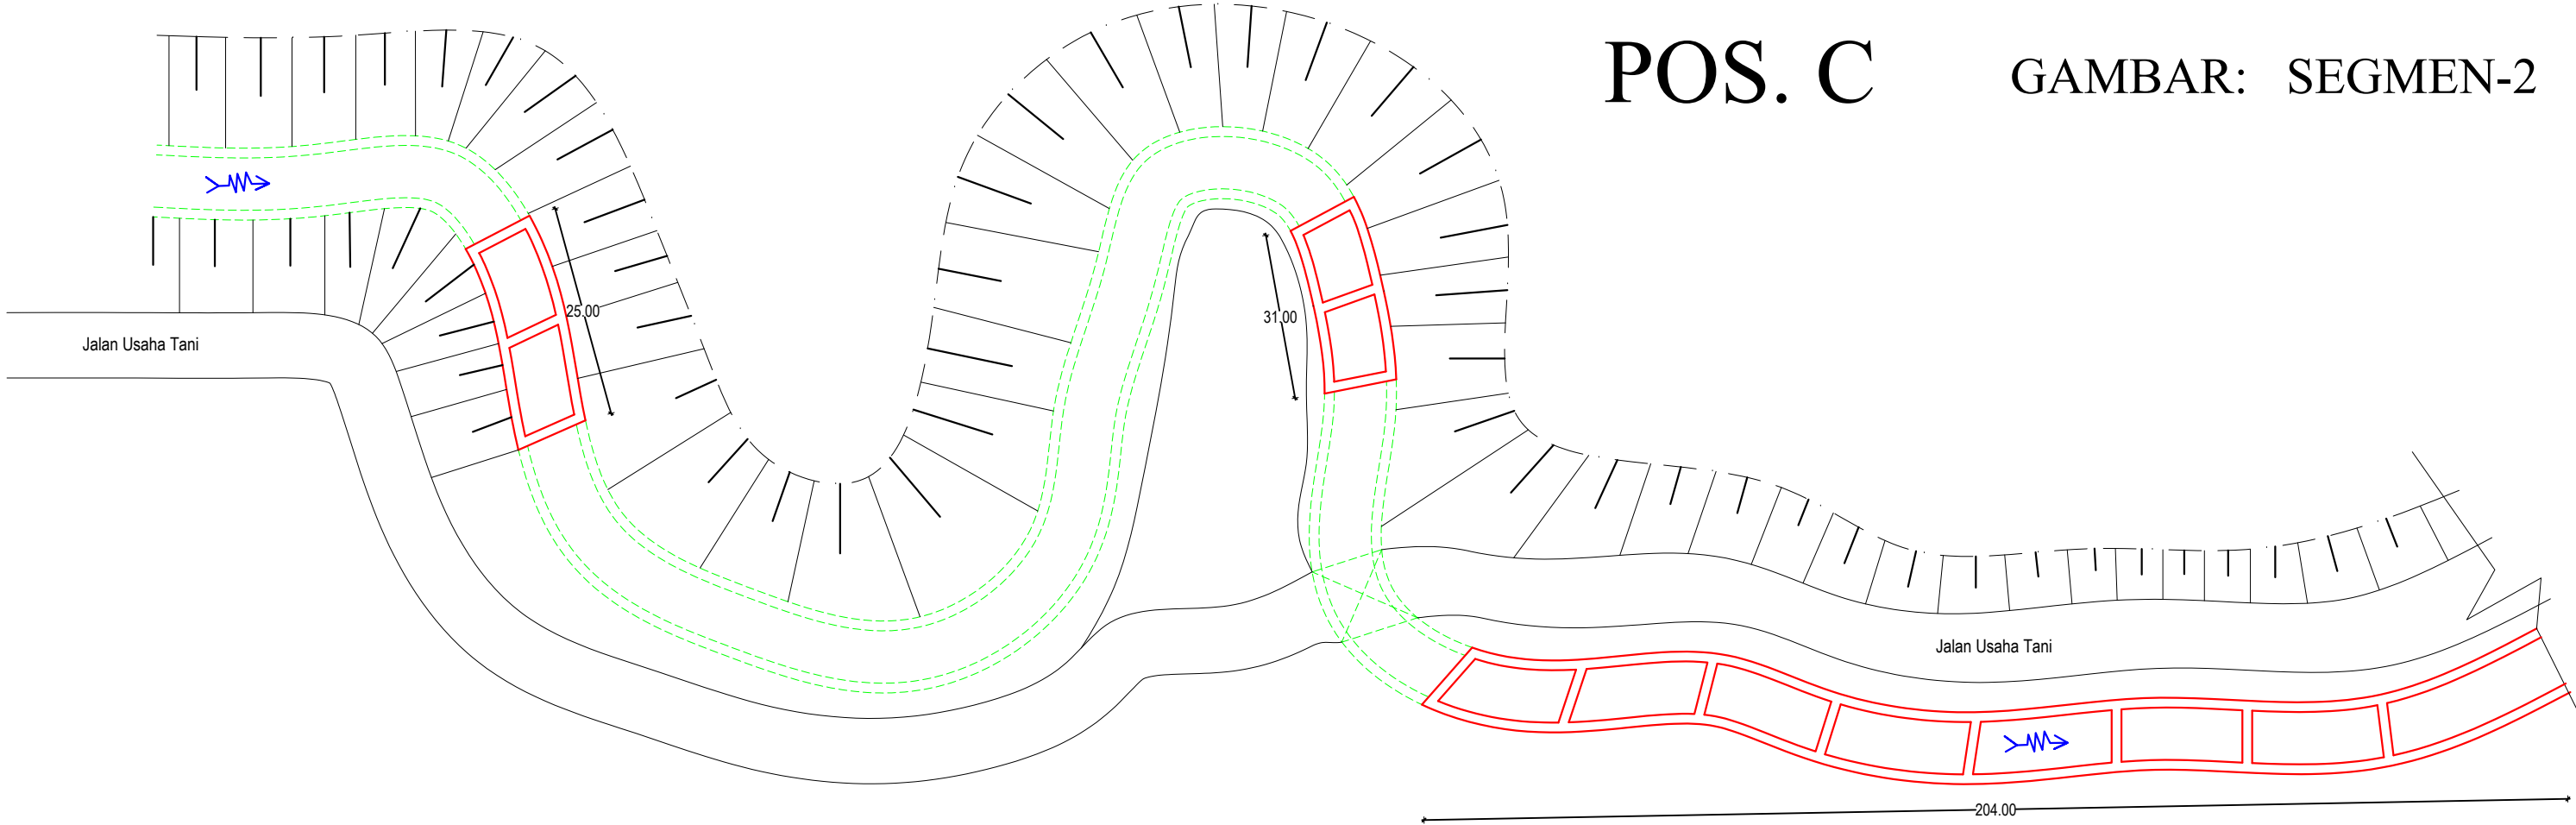 POS. C
GAMBAR: SEGMEN-2
25.00
31.00
Jalan Usaha Tani
Jalan Usaha Tani
204.00